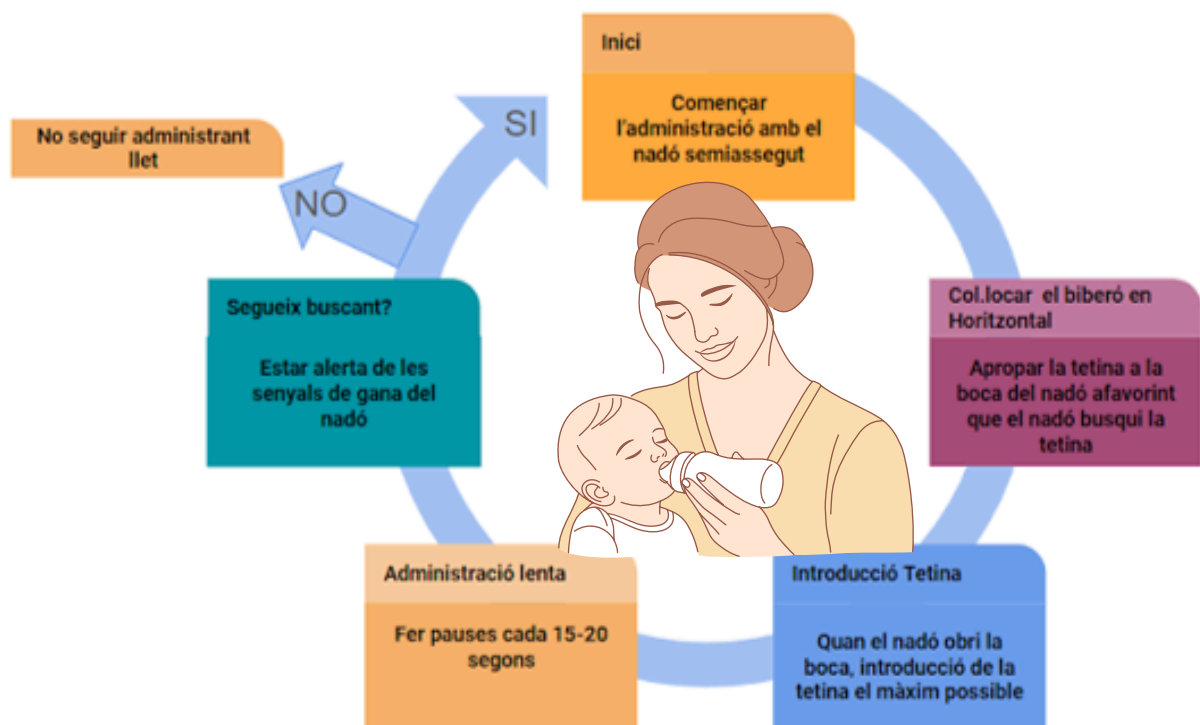 Inici
Començar
l'administració amb el
nadó semiassegut
SI
No seguir administrant
llet
NO
Col.locar el biberó en
Horitzontal
Apropar la tetina a la
boca del nadó afavorint
que el nadó busqui la
tetina
Segueix buscant?
Estar alerta de les
senyals de gana del
nadó
Introducció Tetina
Quan el nadó obri la
boca, introducció de la
tetina el màxim possible
Administració lenta
Fer pauses cada 15-20
segons